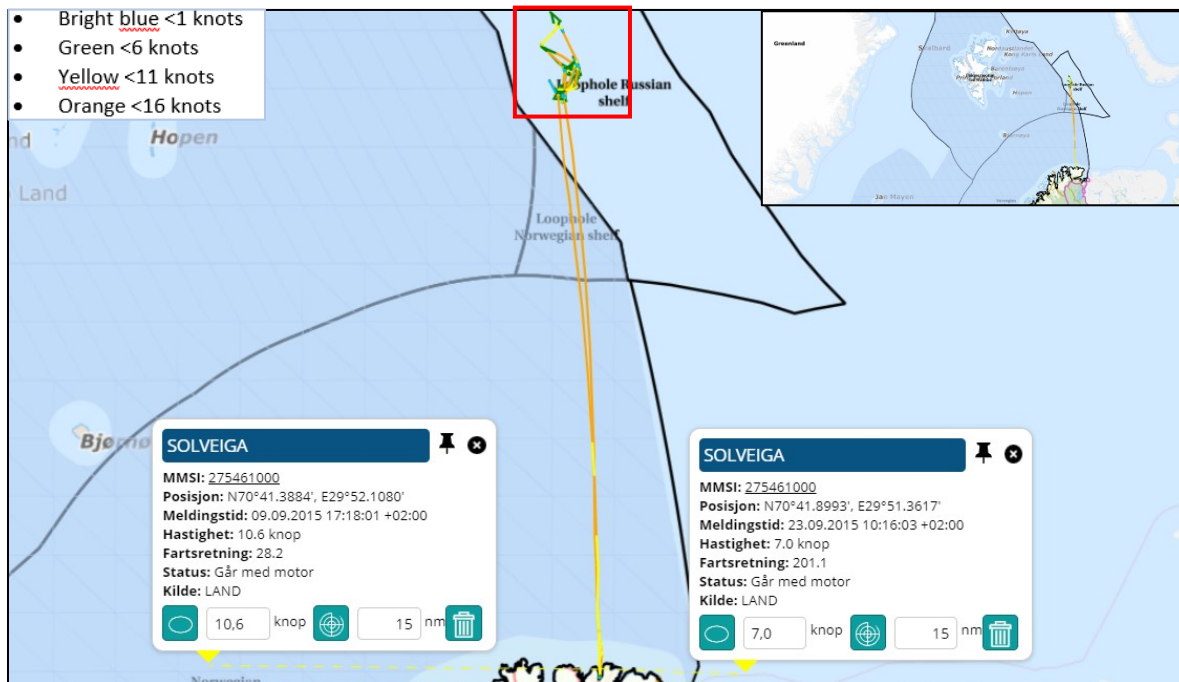 Bright blue <1 knots
Green <6 knots
Yellow <11 knots
Orange <16 knots
Greenland
Svalbard
Hopen
Bjørnøya
Jan Mayen
Loophole Russian
shelf
Hopen
nd
Land
Loophole
Norwegian shelf
Bjørnø
SOLVEIGA
MMSI: 275461000
Posisjon: N70°41.3884', E29°52.1080'
Meldingstid: 09.09.2015 17:18:01 +02:00
Hastighet: 10.6 knop
Fartsretning: 28.2
Status: Går med motor
Kilde: LAND
10,6 knop 15 nm
SOLVEIGA
MMSI: 275461000
Posisjon: N70°41.8993', E29°51.3617'
Meldingstid: 23.09.2015 10:16:03 +02:00
Hastighet: 7.0 knop
Fartsretning: 201.1
Status: Går med motor
Kilde: LAND
7,0 knop 15 nm
Norwegian